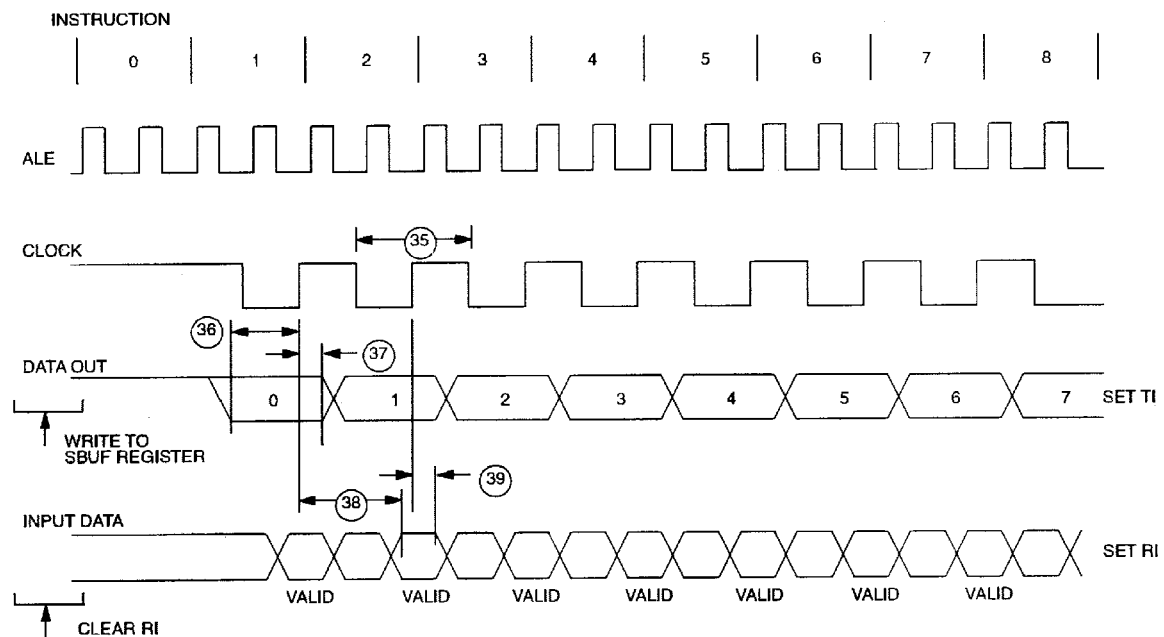 INSTRUCTION
0 1 2 3 4 5 6 7 8
ALE
CLOCK
35
36
37
DATA OUT
0 1 2 3 4 5 6 7
SET TI
WRITE TO
SBUF REGISTER
38
39
INPUT DATA
SET RI
VALID VALID VALID VALID VALID VALID VALID
CLEAR RI